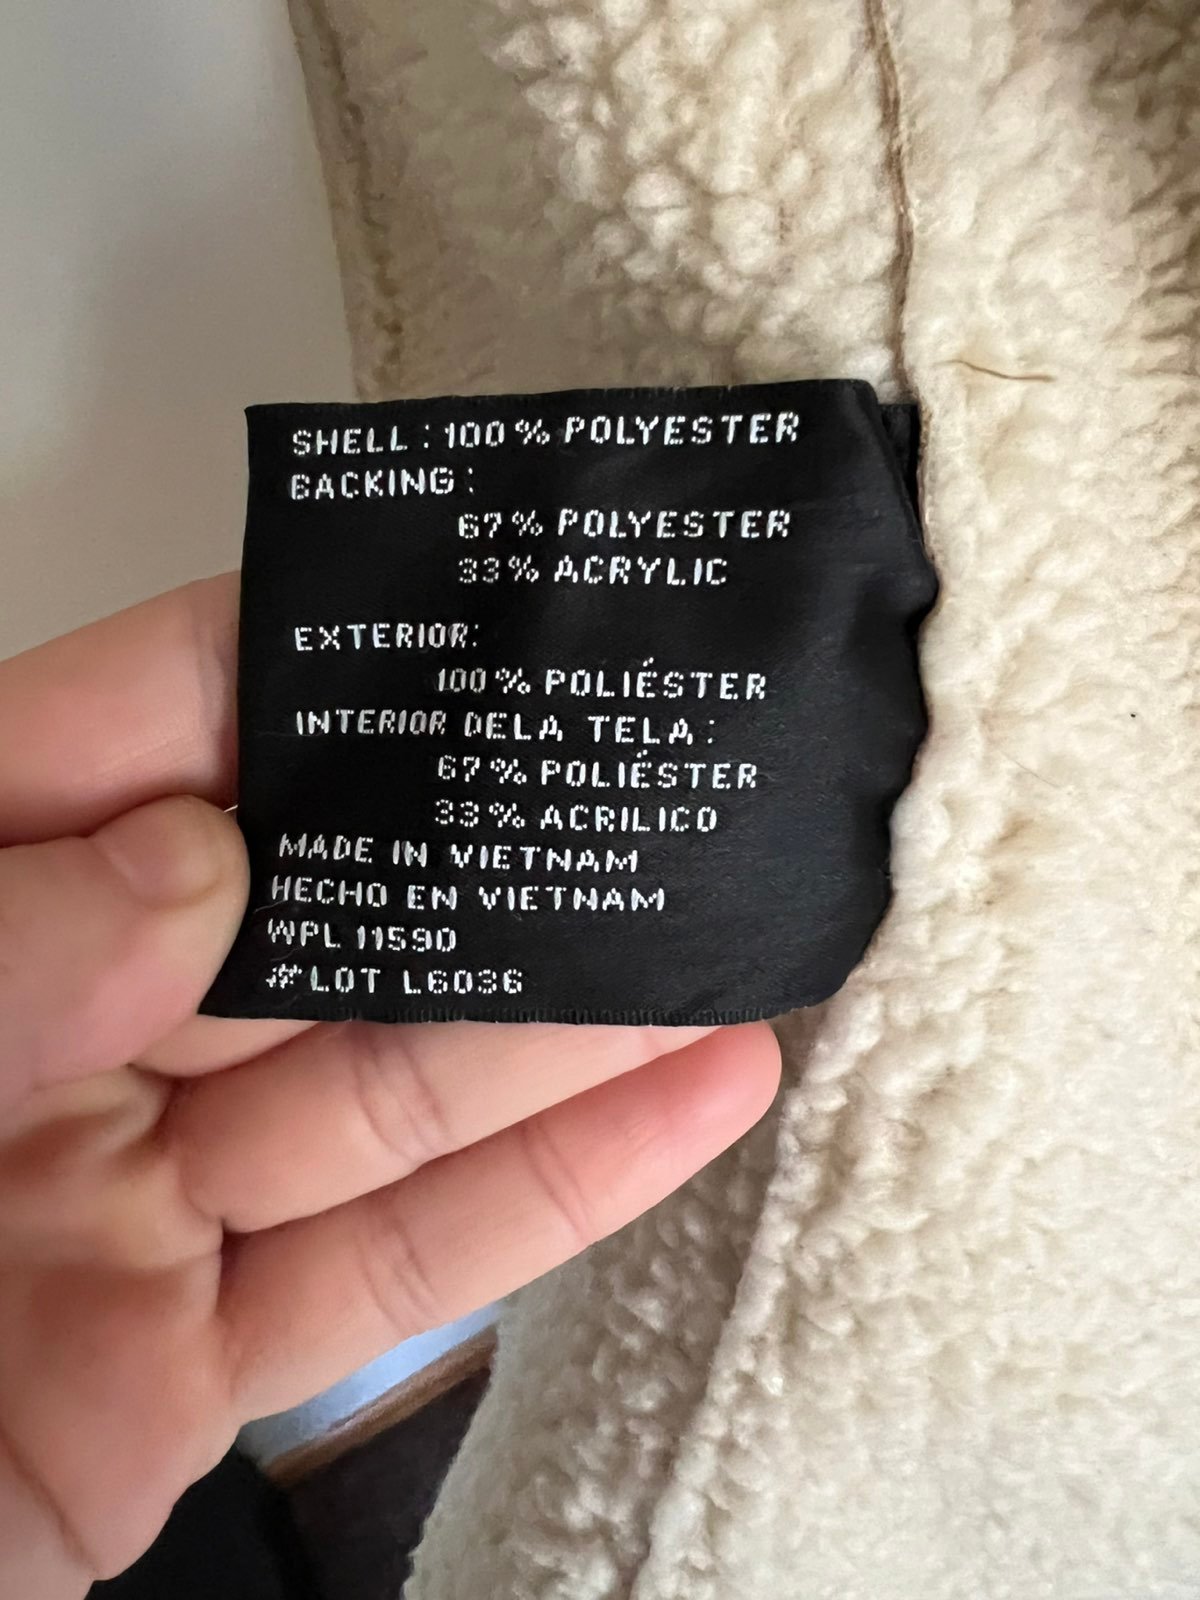 SHELL: 100% POLYESTER
BACKING:
67% POLYESTER
33% ACRYLIC
EXTERIOR:
100% POLIÉSTER
INTERIOR DELA TELA:
67% POLIÉSTER
33% ACRILICO
MADE IN VIETNAM
HECHO EN VIETNAM
WPL 11590
#LOT L6036